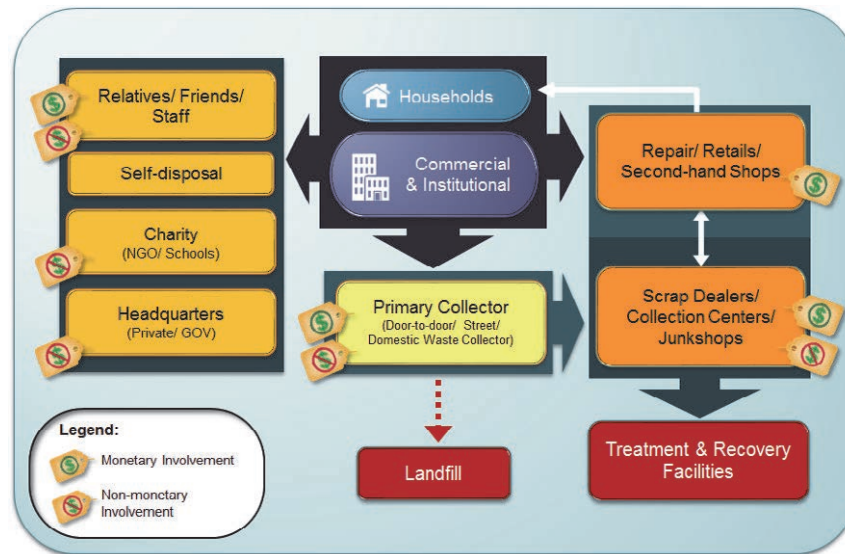 Relatives/ Friends/
Staff
Self-disposal
Charity
(NGO/ Schools)
Headquarters
(Private/ GOV)
Households
Commercial
& Institutional
Primary Collector
(Door-to-door/ Street/
Domestic Waste Collector)
Landfill
Repair/ Retails/
Second-hand Shops
Scrap Dealers/
Collection Centers/
Junkshops
Treatment & Recovery
Facilities
Legend:
Monetary Involvement
Non-monctary
Involvement